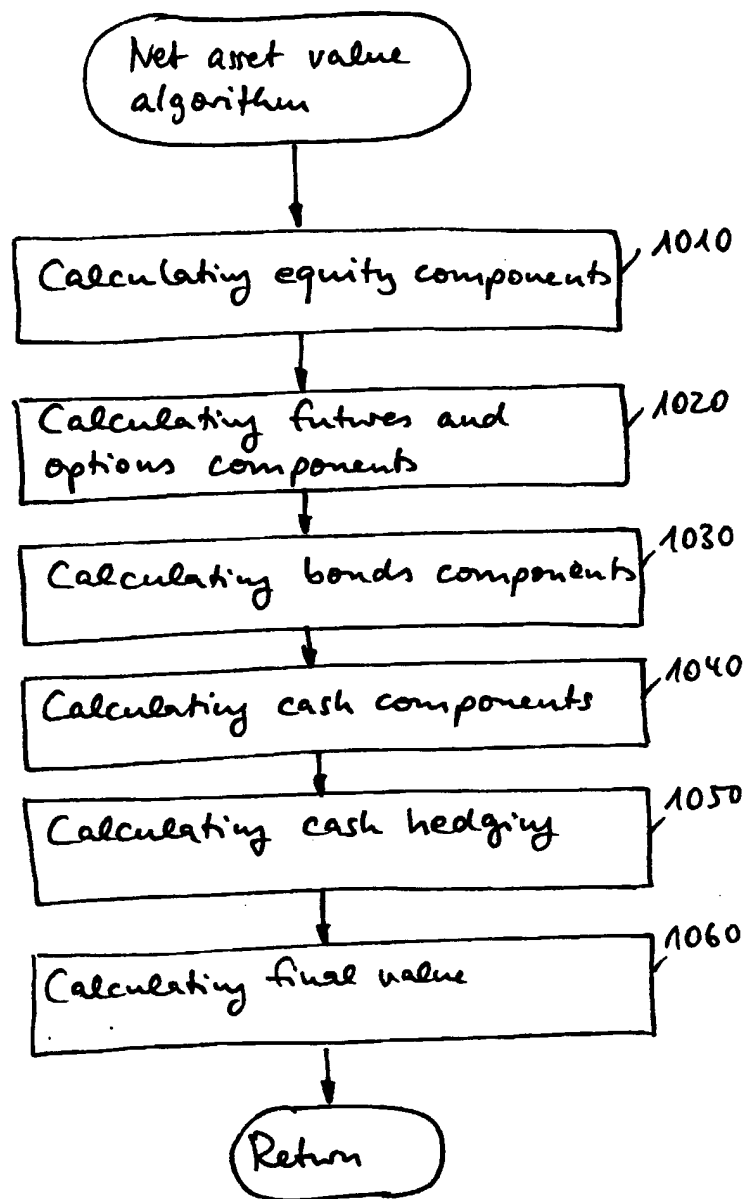 Net asset value
algorithm
1010
Calculating equity components
1020
Calculating futures and
options components
1030
Calculating bonds components
1040
Calculating cash components
1050
Calculating cash hedging
1060
Calculating final value
Return